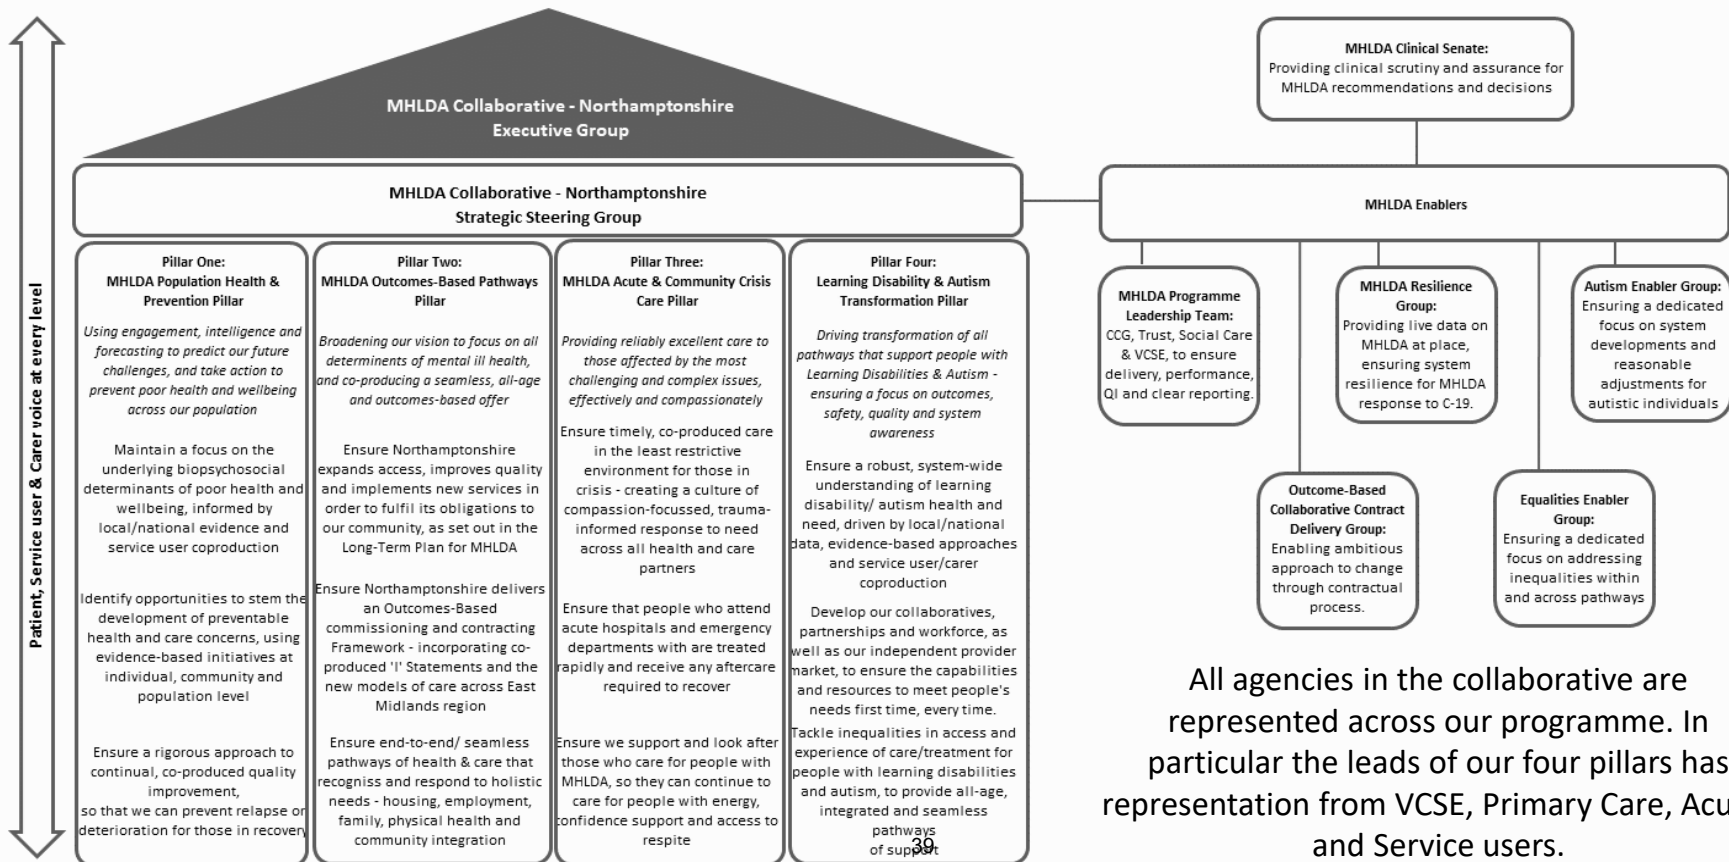 Patient, Service user & Carer voice at every level
MHLDA Collaborative - Northamptonshire
Executive Group
MHLDA Collaborative - Northamptonshire
Strategic Steering Group
Pillar One:
MHLDA Population Health &
Prevention Pillar
Using engagement, intelligence and
forecasting to predict our future
challenges, and take action to
prevent poor health and wellbeing
across our population
Maintain a focus on the
underlying biopsychosocial
determinants of poor health and
wellbeing, informed by
local/national evidence and
service user coproduction
Identify opportunities to stem the
development of preventable
health and care concerns, using
evidence-based initiatives at
individual, community and
population level
Ensure a rigorous approach to
continual, co-produced quality
improvement,
so that we can prevent relapse or
deterioration for those in recovery
Pillar Two:
MHLDA Outcomes-Based Pathways
Pillar
Broadening our vision to focus on all
determinents of mental ill health,
and co-producing a seamless, all-age
and outcomes-based offer
Ensure Northamptonshire
expands access, improves quality
and implements new services in
order to fulfil its obligations to
our community, as set out in the
Long-Term Plan for MHLDA
Ensure Northamptonshire delivers
an Outcomes-Based
commissioning and contracting
Framework - incorporating co-
produced 'I' Statements and the
new models of care across East
Midlands region
Ensure end-to-end/ seamless
pathways of health & care that
recogniss and respond to holistic
needs - housing, employment,
family, physical health and
community integration
Pillar Three:
MHLDA Acute & Community Crisis
Care Pillar
Providing reliably excellent care to
those affected by the most
challenging and complex issues,
effectively and compassionately
Ensure timely, co-produced care
in the least restrictive
environment for those in
crisis - creating a culture of
compassion-focussed, trauma-
informed response to need
across all health and care
partners
Ensure that people who attend
acute hospitals and emergency
departments with are treated
rapidly and receive any aftercare
required to recover
Ensure we support and look after
those who care for people with
MHLDA, so they can continue to
care for people with energy,
confidence support and access to
respite
Pillar Four:
Learning Disability & Autism
Transformation Pillar
Driving transformation of all
pathways that support people with
Learning Disabilities & Autism -
ensuring a focus on outcomes,
safety, quality and system
awareness
Ensure a robust, system-wide
understanding of learning
disability/ autism health and
need, driven by local/national
data, evidence-based approaches
and service user/carer
coproduction
Develop our collaboratives,
partnerships and workforce, as
well as our independent provider
market, to ensure the capabilities
and resources to meet people's
needs first time, every time.
Tackle inequalities in access and
experience of care/treatment for
people with learning disabilities
and autism, to provide all-age,
integrated and seamless
pathways
of support
39
MHLDA Clinical Senate:
Providing clinical scrutiny and assurance for
MHLDA recommendations and decisions
MHLDA Enablers
MHLDA Programme
Leadership Team:
CCG, Trust, Social Care
& VCSE, to ensure
delivery, performance,
QI and clear reporting.
MHLDA Resilience
Group:
Providing live data on
MHLDA at place,
ensuring system
resilience for MHLDA
response to C-19.
Autism Enabler Group:
Ensuring a dedicated
focus on system
developments and
reasonable
adjustments for
autistic individuals
Outcome-Based
Collaborative Contract
Delivery Group:
Enabling ambitious
approach to change
through contractual
process.
Equalities Enabler
Group:
Ensuring a dedicated
focus on addressing
inequalities within
and across pathways
All agencies in the collaborative are
represented across our programme. In
particular the leads of our four pillars has
representation from VCSE, Primary Care, Acu
and Service users.